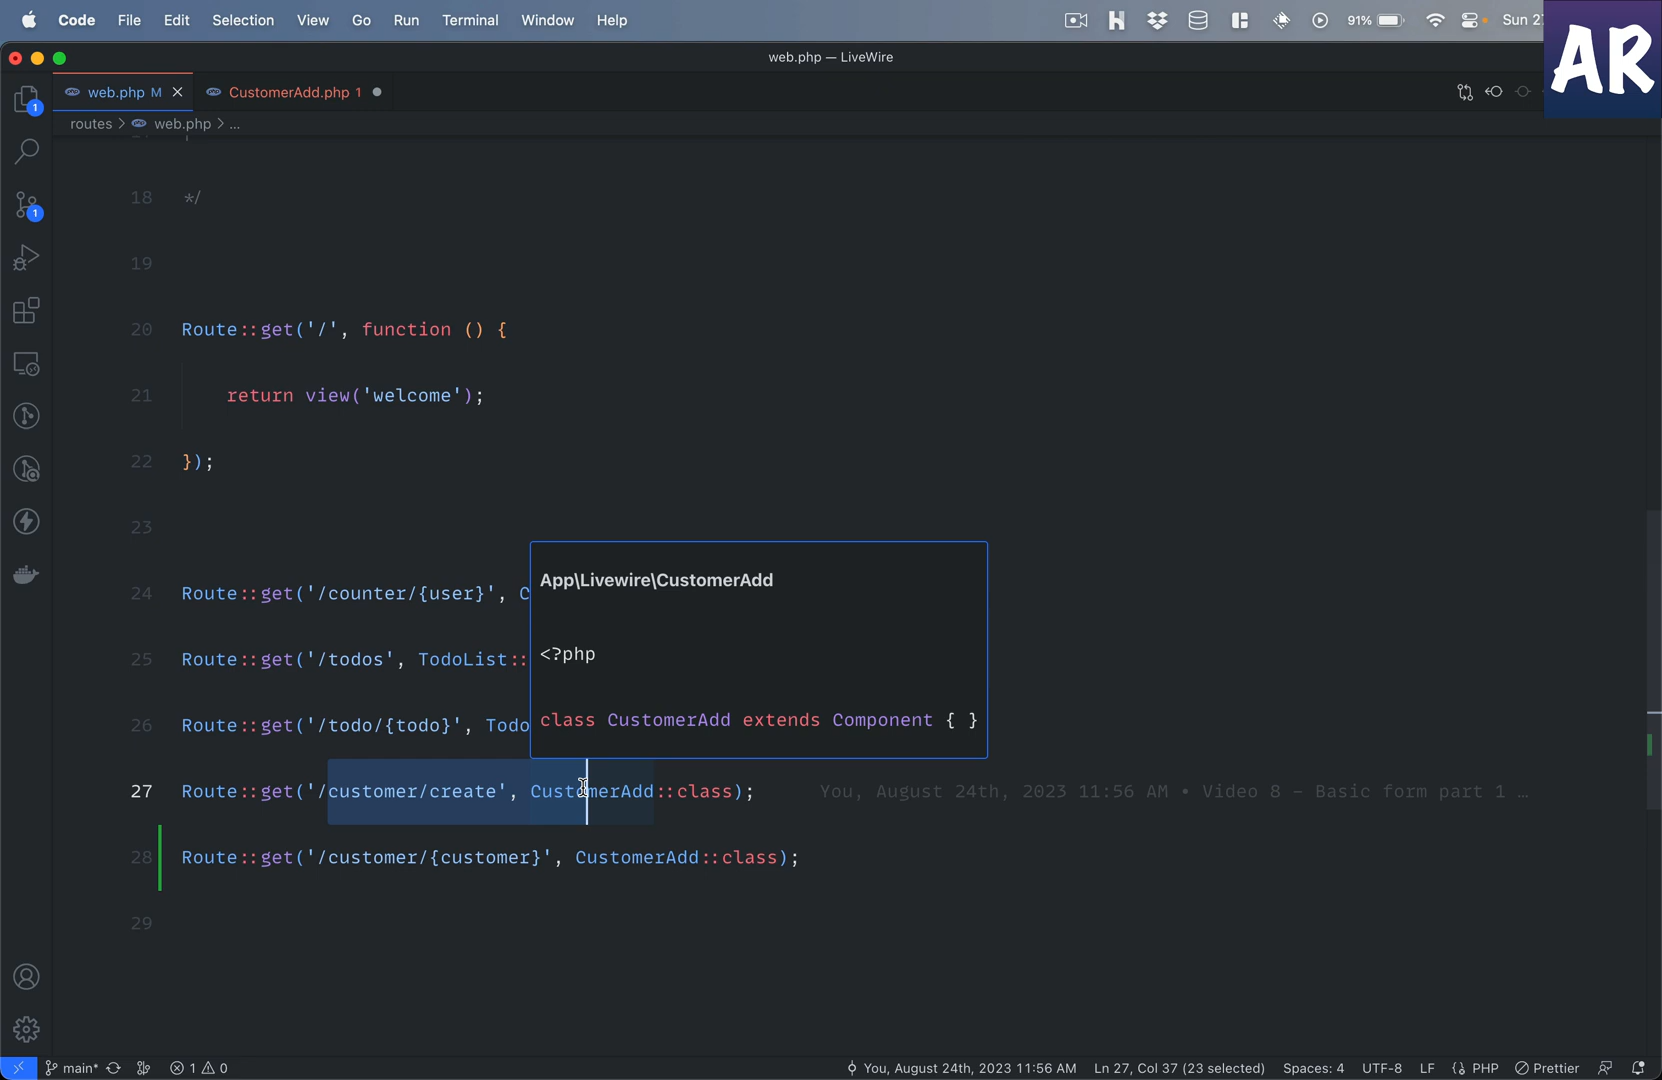 Code File Edit Selection View Go Run Terminal Window Help 91% Sun 27
AR
web.php — LiveWire
web.php M CustomerAdd.php 1
routes > web.php > ...
18 */
19
20 Route::get('/', function () {
21 return view('welcome');
22 });
23
24 Route::get('/counter/{user}', C
25 Route::get('/todos', TodoList::
26 Route::get('/todo/{todo}', Todo
App\Livewire\CustomerAdd
<?php
class CustomerAdd extends Component { }
27 Route::get('/customer/create', CustomerAdd::class); You, August 24th, 2023 11:56 AM • Video 8 – Basic form part 1 …
28 Route::get('/customer/{customer}', CustomerAdd::class);
29
1
1
main* 1 0 You, August 24th, 2023 11:56 AM Ln 27, Col 37 (23 selected) Spaces: 4 UTF-8 LF PHP Prettier